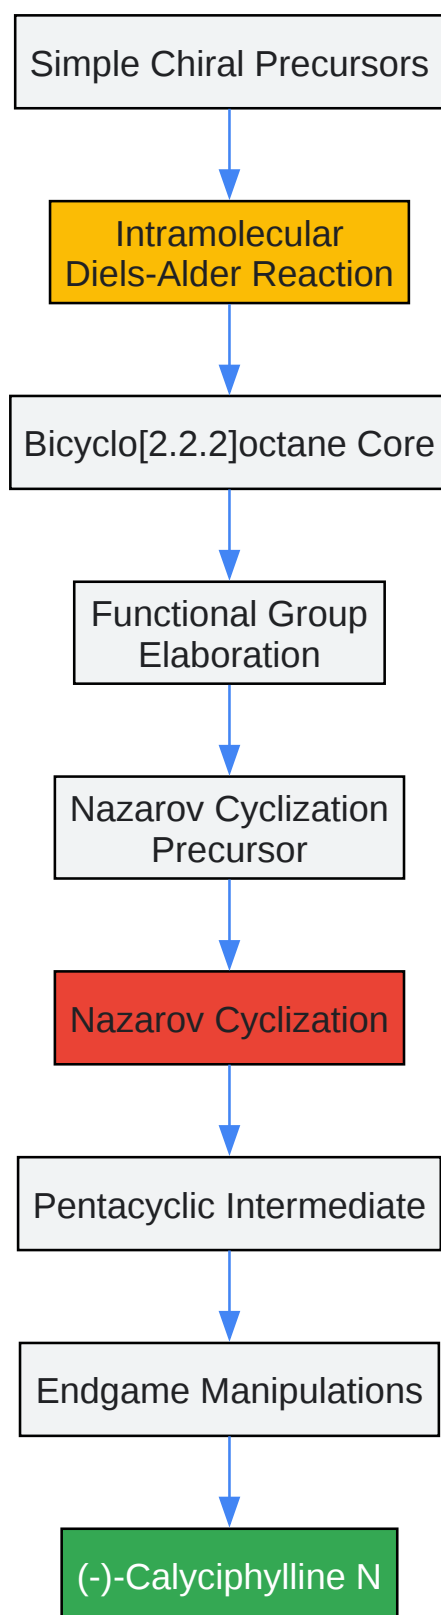 Simple Chiral Precursors
Intramolecular
Diels-Alder Reaction
Bicyclo[2.2.2]octane Core
Functional Group
Elaboration
Nazarov Cyclization
Precursor
Nazarov Cyclization
Pentacyclic Intermediate
Endgame Manipulations
(-)-Calyciphylline N